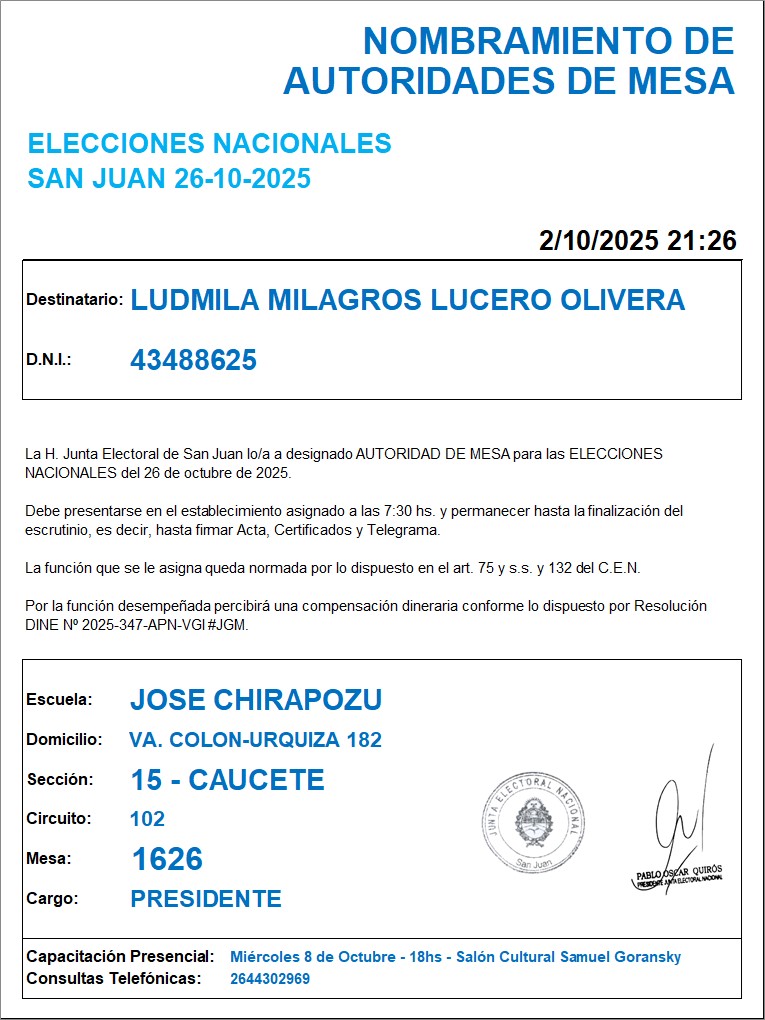 NOMBRAMIENTO DE
AUTORIDADES DE MESA
ELECCIONES NACIONALES
SAN JUAN 26-10-2025
2/10/2025 21:26
Destinatario: LUDMILA MILAGROS LUCERO OLIVERA
D.N.I.: 43488625
La H. Junta Electoral de San Juan lo/a a designado AUTORIDAD DE MESA para las ELECCIONES
NACIONALES del 26 de octubre de 2025.
Debe presentarse en el establecimiento asignado a las 7:30 hs. y permanecer hasta la finalización del
escrutinio, es decir, hasta firmar Acta, Certificados y Telegrama.
La función que se le asigna queda normada por lo dispuesto en el art. 75 y s.s. y 132 del C.E.N.
Por la función desempeñada percibirá una compensación dineraria conforme lo dispuesto por Resolución
DINE Nº 2025-347-APN-VGI#JGM.
Escuela: JOSE CHIRAPOZU
Domicilio: VA. COLON-URQUIZA 182
Sección: 15 - CAUCETE
Circuito: 102
Mesa: 1626
Cargo: PRESIDENTE
JUNTA ELECTORAL NACIONAL
San Juan
PABLO OSCAR QUIRÓS
PRESIDENTE JUNTA ELECTORAL NACIONAL
Capacitación Presencial: Miércoles 8 de Octubre - 18hs - Salón Cultural Samuel Goransky
Consultas Telefónicas: 2644302969